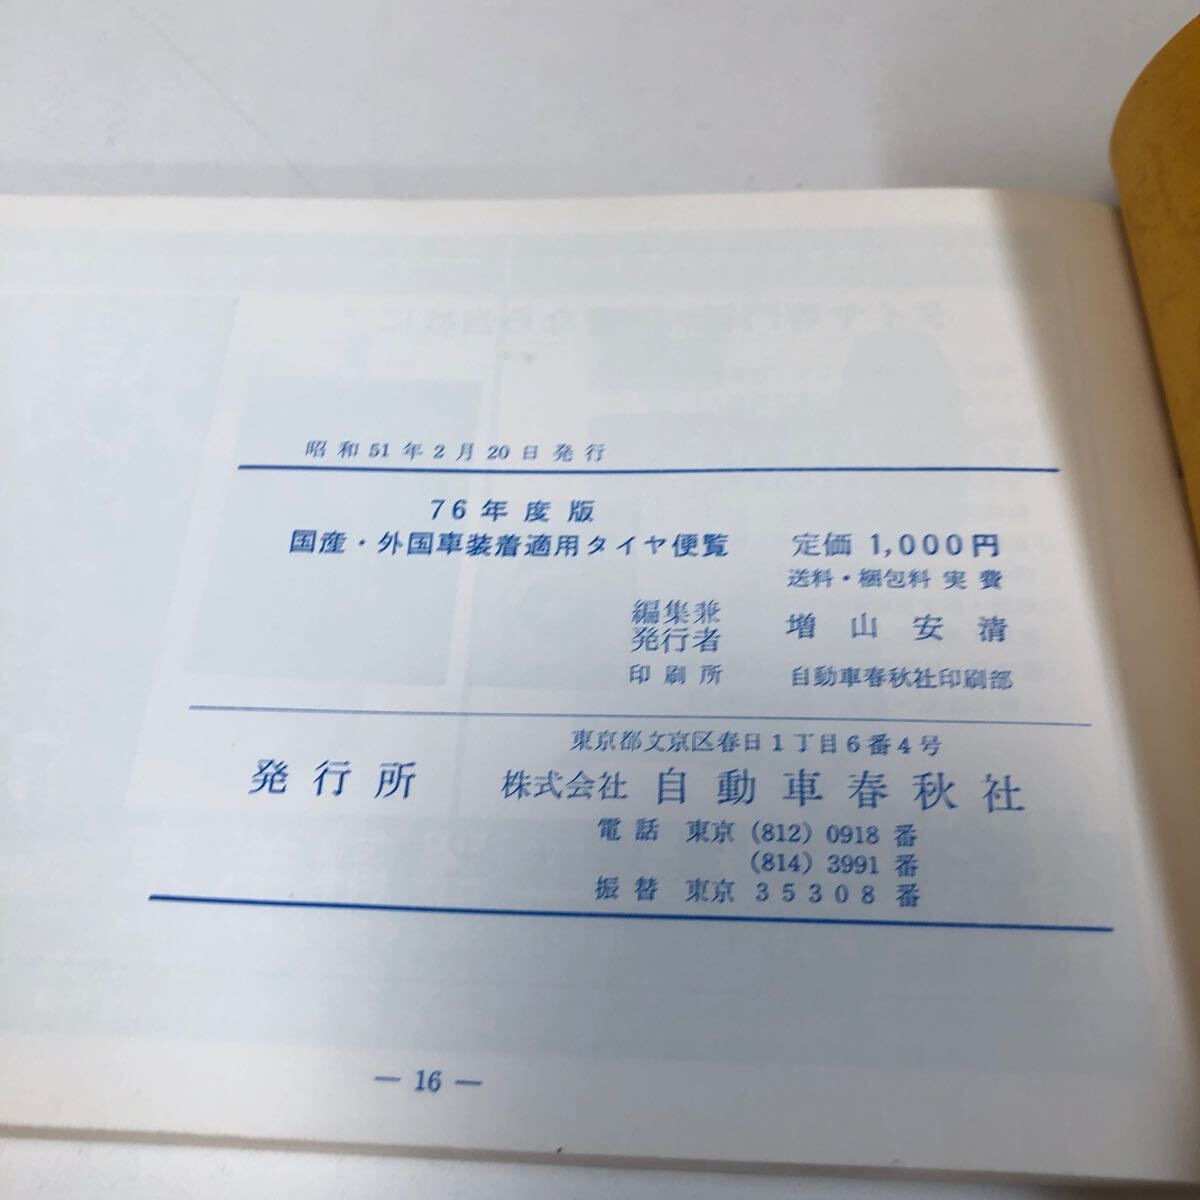 昭和51年2月20日発行
76年度版
国産・外国車装着適用タイヤ便覧 定価 1,000円
送料・梱包料 実費
編集兼
発行者 増山安清
印刷所 自動車春秋社印刷部
東京都文京区春日1丁目6番4号
発行所 株式会社 自動車春秋社
電話 東京 (812) 0918 番
(814) 3991 番
振替 東京 35308番
— 16 —